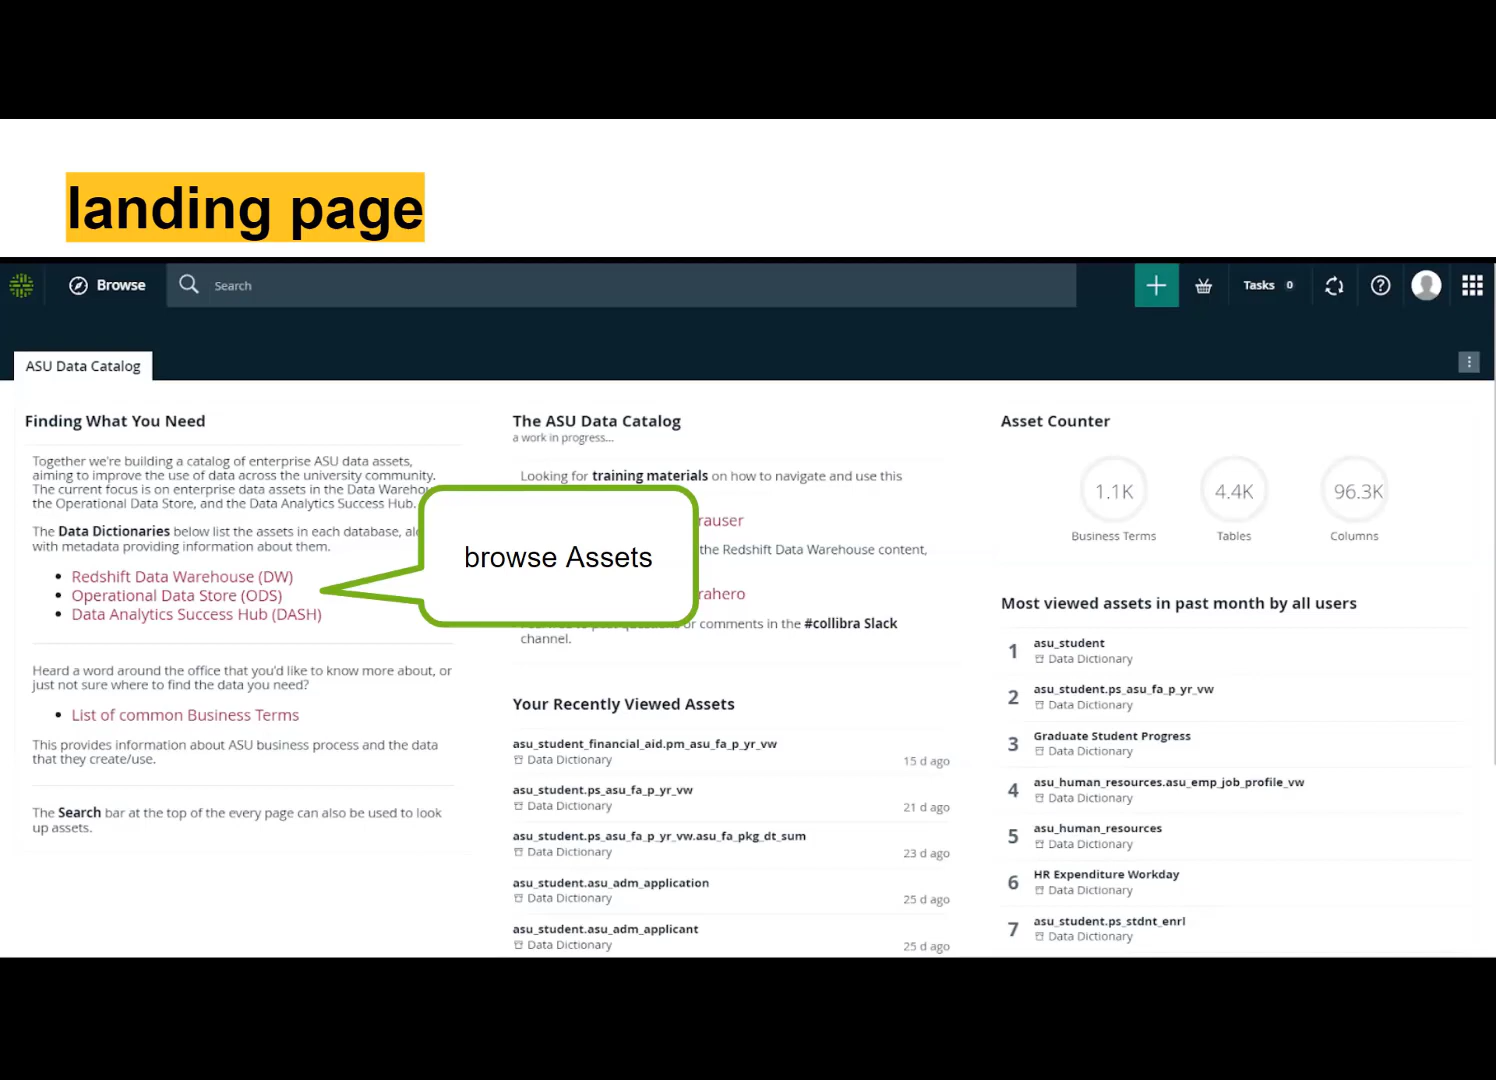 landing page
Browse
Search
Tasks 0
ASU Data Catalog
Finding What You Need
Together we're building a catalog of enterprise ASU data assets,
aiming to improve the use of data across the university community.
The current focus is on enterprise data assets in the Data
the Operational Data Store, and the Data Analytics Success Hub.
The Data Dictionaries below list the assets in each database,
with metadata providing information about them.
• Redshift Data Warehouse (DW)
• Operational Data Store (ODS)
• Data Analytics Success Hub (DASH)
Heard a word around the office that you'd like to know more about, or
just not sure where to find the data you need?
• List of common Business Terms
This provides information about ASU business process and the data
that they create/use.
The Search bar at the top of the every page can also be used to look
up assets.
browse Assets
The ASU Data Catalog
a work in progress...
Looking for training materials on how to navigate and use this
the Redshift Data Warehouse content,
or comments in the #collibra Slack
channel.
Your Recently Viewed Assets
asu_student_financial_aid.pm_asu_fa_p_yr_vw
Data Dictionary
15 d ago
asu_student.ps_asu_fa_p_yr_vw
Data Dictionary
21 d ago
asu_student.ps_asu_fa_p_yr_vw.asu_fa_pkg_dt_sum
Data Dictionary
23 d ago
asu_student.asu_adm_application
Data Dictionary
25 d ago
asu_student.asu_adm_applicant
Data Dictionary
25 d ago
Asset Counter
1.1K 4.4K 96.3K
Business Terms Tables Columns
Most viewed assets in past month by all users
1 asu_student
Data Dictionary
2 asu_student.ps_asu_fa_p_yr_vw
Data Dictionary
3 Graduate Student Progress
Data Dictionary
4 asu_human_resources.asu_emp_job_profile_vw
Data Dictionary
5 asu_human_resources
Data Dictionary
6 HR Expenditure Workday
Data Dictionary
7 asu_student.ps_stdnt_enrl
Data Dictionary